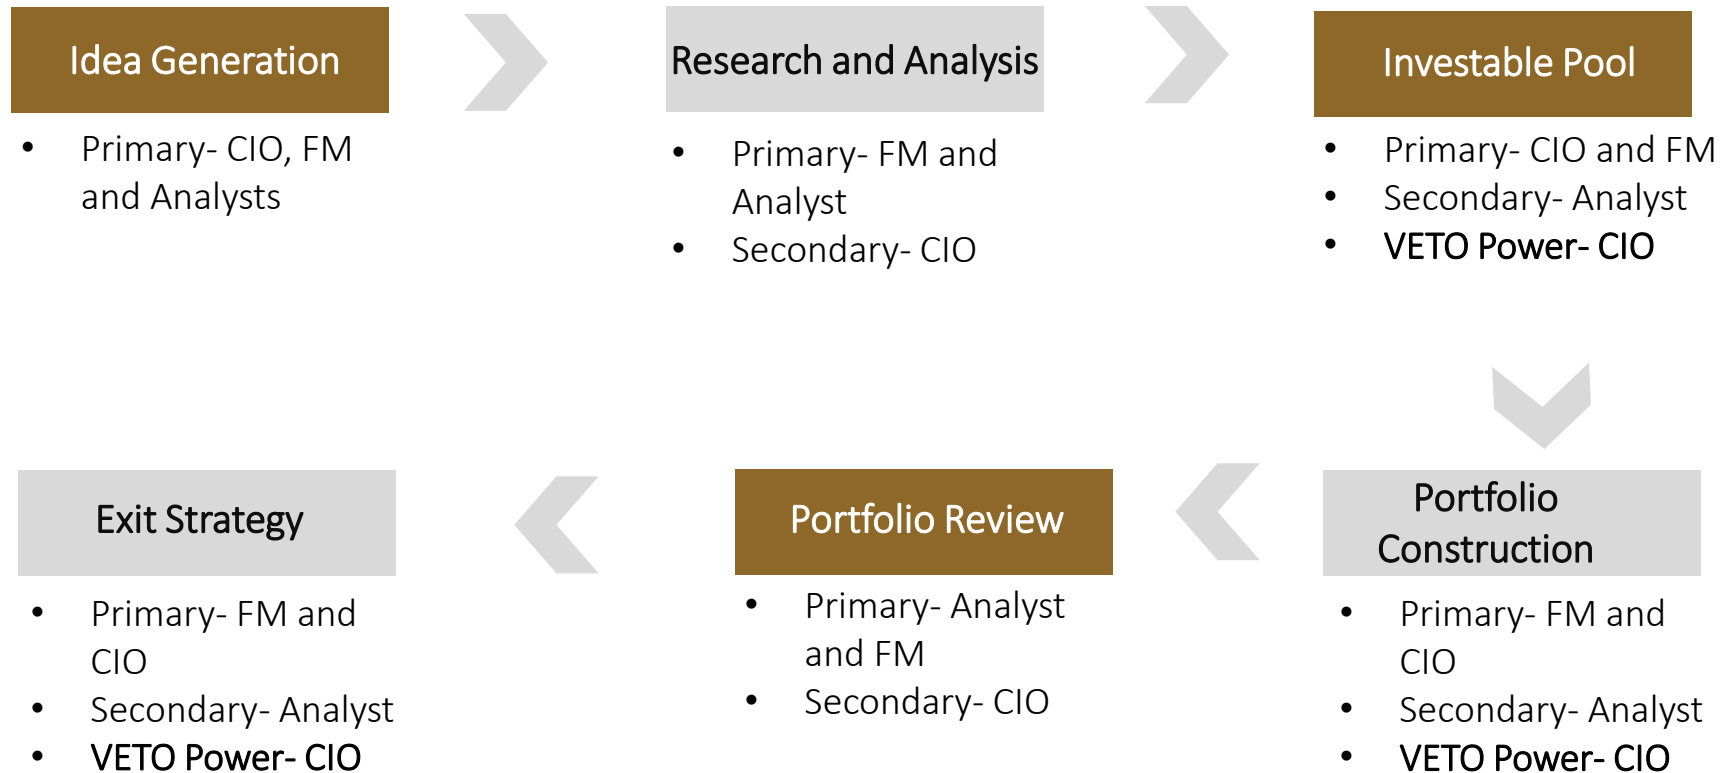 Idea Generation
• Primary- CIO, FM
and Analysts
Research and Analysis
• Primary- FM and
Analyst
• Secondary- CIO
Investable Pool
• Primary- CIO and FM
• Secondary- Analyst
• VETO Power- CIO
Portfolio
Construction
• Primary- FM and
CIO
• Secondary- Analyst
• VETO Power- CIO
Portfolio Review
• Primary- Analyst
and FM
• Secondary- CIO
Exit Strategy
• Primary- FM and
CIO
• Secondary- Analyst
• VETO Power- CIO